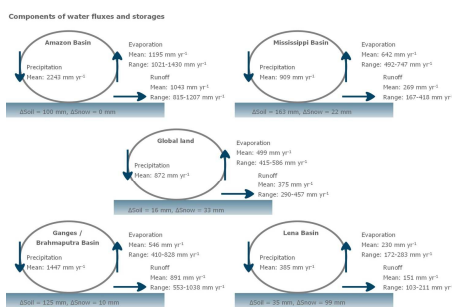 Components of water fluxes and storages
Amazon Basin
Evaporation
Mean: 1195 mm yr⁻¹
Range: 1021-1430 mm yr⁻¹
Precipitation
Mean: 2243 mm yr⁻¹
Runoff
Mean: 1043 mm yr⁻¹
Range: 815-1207 mm yr⁻¹
ΔSoil = 100 mm, ΔSnow = 0 mm
Mississippi Basin
Evaporation
Mean: 642 mm yr⁻¹
Range: 492-747 mm yr⁻¹
Precipitation
Mean: 909 mm yr⁻¹
Runoff
Mean: 269 mm yr⁻¹
Range: 167-418 mm yr⁻¹
ΔSoil = 163 mm, ΔSnow = 22 mm
Global land
Evaporation
Mean: 499 mm yr⁻¹
Range: 415-586 mm yr⁻¹
Precipitation
Mean: 872 mm yr⁻¹
Runoff
Mean: 375 mm yr⁻¹
Range: 290-457 mm yr⁻¹
ΔSoil = 16 mm, ΔSnow = 33 mm
Ganges /
Brahmaputra Basin
Evaporation
Mean: 546 mm yr⁻¹
Range: 410-828 mm yr⁻¹
Precipitation
Mean: 1447 mm yr⁻¹
Runoff
Mean: 891 mm yr⁻¹
Range: 553-1038 mm yr⁻¹
ΔSoil = 125 mm, ΔSnow = 10 mm
Lena Basin
Evaporation
Mean: 230 mm yr⁻¹
Range: 172-283 mm yr⁻¹
Precipitation
Mean: 385 mm yr⁻¹
Runoff
Mean: 151 mm yr⁻¹
Range: 103-211 mm yr⁻¹
ΔSoil = 35 mm, ΔSnow = 99 mm